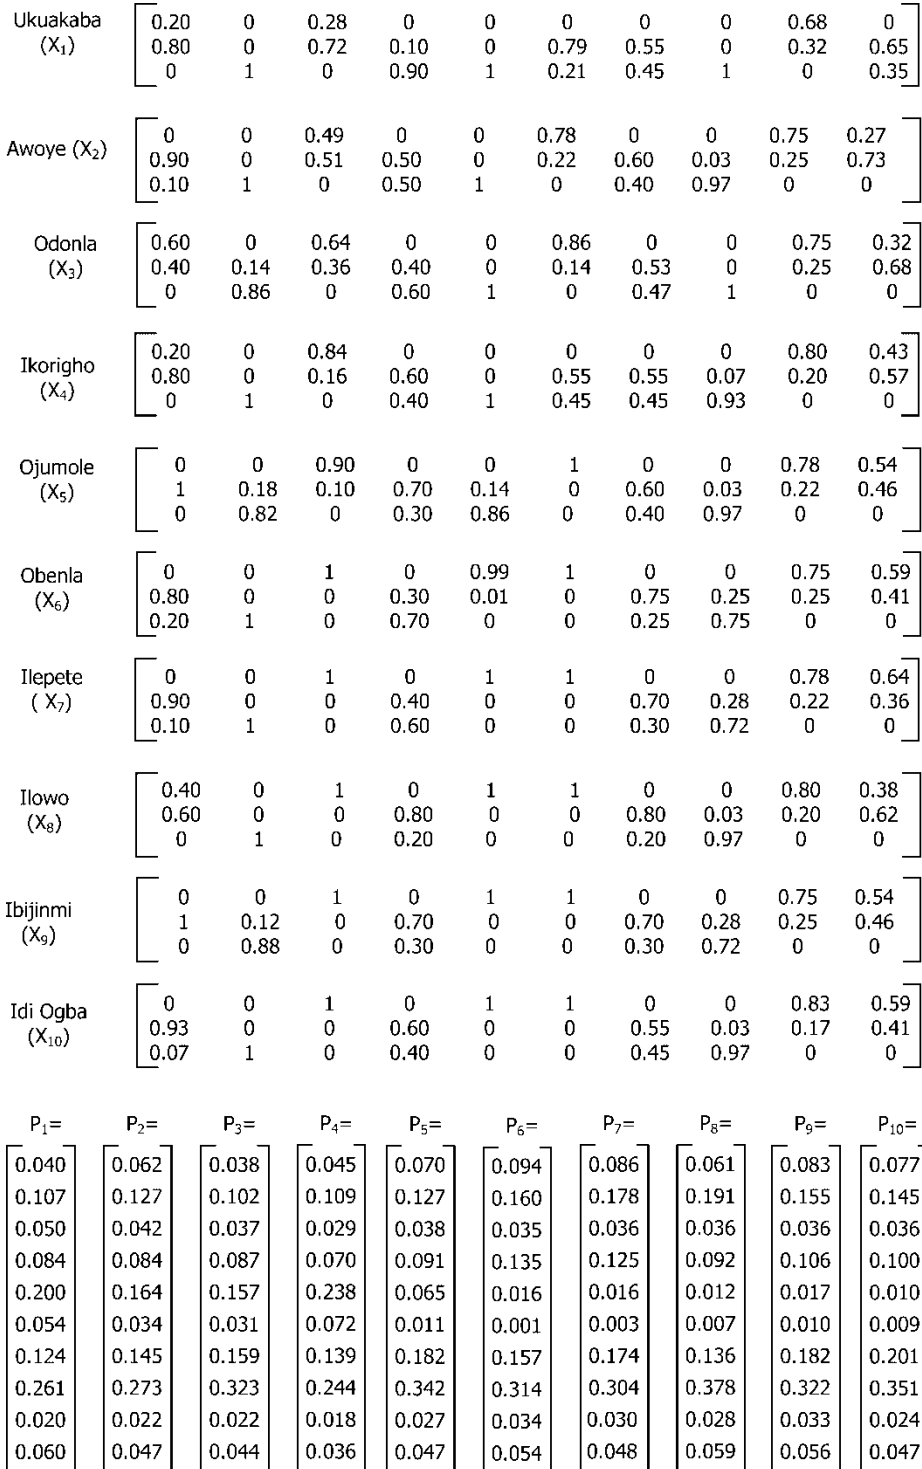 Ukuakaba 0.20 0 0.28 0 0 0 0 0 0.68 0
(X₁) 0.80 0 0.72 0.10 0 0.79 0.55 0 0.32 0.65
0 1 0 0.90 1 0.21 0.45 1 0 0.35
0 0 0.49 0 0 0.78 0 0 0.75 0.27
Awoye (X₂) 0.90 0 0.51 0.50 0 0.22 0.60 0.03 0.25 0.73
0.10 1 0 0.50 1 0 0.40 0.97 0 0
Odonla 0.60 0 0.64 0 0 0.86 0 0 0.75 0.32
(X₃) 0.40 0.14 0.36 0.40 0 0.14 0.53 0 0.25 0.68
0 0.86 0 0.60 1 0 0.47 1 0 0
Ikorigho 0.20 0 0.84 0 0 0 0 0 0.80 0.43
(X₄) 0.80 0 0.16 0.60 0 0.55 0.55 0.07 0.20 0.57
0 1 0 0.40 1 0.45 0.45 0.93 0 0
Ojumole 0 0 0.90 0 0 1 0 0 0.78 0.54
(X₅) 1 0.18 0.10 0.70 0.14 0 0.60 0.03 0.22 0.46
0 0.82 0 0.30 0.86 0 0.40 0.97 0 0
Obenla 0 0 1 0 0.99 1 0 0 0.75 0.59
(X₆) 0.80 0 0 0.30 0.01 0 0.75 0.25 0.25 0.41
0.20 1 0 0.70 0 0 0.25 0.75 0 0
Ilepete 0 0 1 0 1 1 0 0 0.78 0.64
( X₇) 0.90 0 0 0.40 0 0 0.70 0.28 0.22 0.36
0.10 1 0 0.60 0 0 0.30 0.72 0 0
Ilowo 0.40 0 1 0 1 1 0 0 0.80 0.38
(X₈) 0.60 0 0 0.80 0 0 0.80 0.03 0.20 0.62
0 1 0 0.20 0 0 0.20 0.97 0 0
Ibijinmi 0 0 1 0 1 1 0 0 0.75 0.54
(X₉) 1 0.12 0 0.70 0 0 0.70 0.28 0.25 0.46
0 0.88 0 0.30 0 0 0.30 0.72 0 0
Idi Ogba 0 0 1 0 1 1 0 0 0.83 0.59
(X₁₀) 0.93 0 0 0.60 0 0 0.55 0.03 0.17 0.41
0.07 1 0 0.40 0 0 0.45 0.97 0 0
P₁= P₂= P₃= P₄= P₅= P₆= P₇= P₈= P₉= P₁₀=
0.040 0.062 0.038 0.045 0.070 0.094 0.086 0.061 0.083 0.077
0.107 0.127 0.102 0.109 0.127 0.160 0.178 0.191 0.155 0.145
0.050 0.042 0.037 0.029 0.038 0.035 0.036 0.036 0.036 0.036
0.084 0.084 0.087 0.070 0.091 0.135 0.125 0.092 0.106 0.100
0.200 0.164 0.157 0.238 0.065 0.016 0.016 0.012 0.017 0.010
0.054 0.034 0.031 0.072 0.011 0.001 0.003 0.007 0.010 0.009
0.124 0.145 0.159 0.139 0.182 0.157 0.174 0.136 0.182 0.201
0.261 0.273 0.323 0.244 0.342 0.314 0.304 0.378 0.322 0.351
0.020 0.022 0.022 0.018 0.027 0.034 0.030 0.028 0.033 0.024
0.060 0.047 0.044 0.036 0.047 0.054 0.048 0.059 0.056 0.047